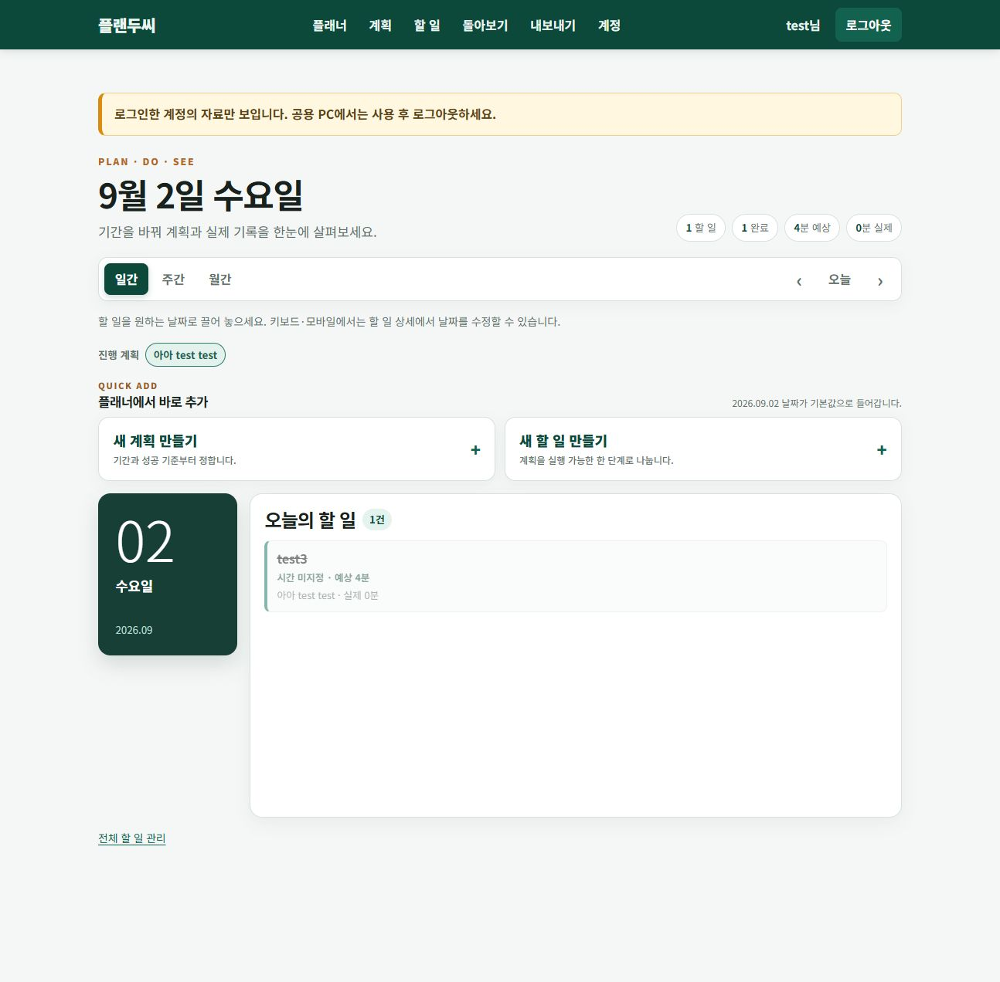 플랜두씨
플래너 계획 할 일 돌아보기 내보내기 계정
test님 로그아웃
로그인한 계정의 자료만 보입니다. 공용 PC에서는 사용 후 로그아웃하세요.
PLAN · DO · SEE
9월 2일 수요일
기간을 바꿔 계획과 실제 기록을 한눈에 살펴보세요.
1 할 일 1 완료 4분 예상 0분 실제
일간 주간 월간 ‹ 오늘 ›
할 일을 원하는 날짜로 끌어 놓으세요. 키보드·모바일에서는 할 일 상세에서 날짜를 수정할 수 있습니다.
진행 계획 아아 test test
QUICK ADD
플래너에서 바로 추가
2026.09.02 날짜가 기본값으로 들어갑니다.
새 계획 만들기
기간과 성공 기준부터 정합니다.
+
새 할 일 만들기
계획을 실행 가능한 한 단계로 나눕니다.
+
02
수요일
2026.09
오늘의 할 일 1건
test3
시간 미지정 · 예상 4분
아아 test test · 실제 0분
전체 할 일 관리